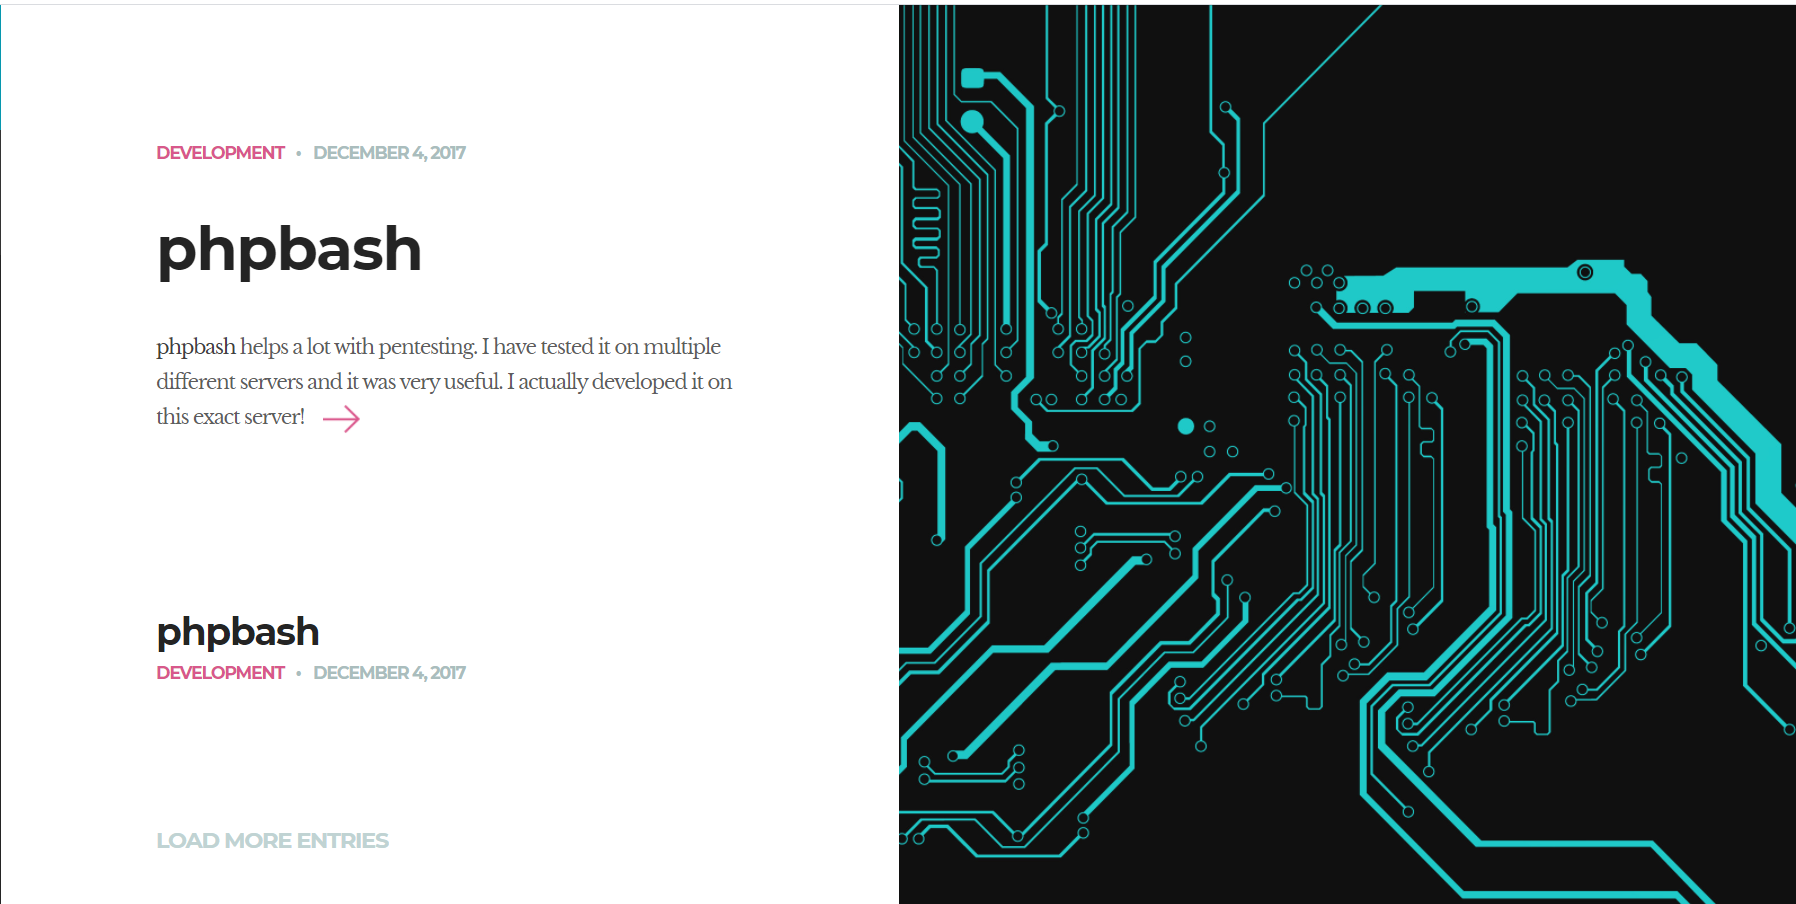 DEVELOPMENT • DECEMBER 4, 2017
phpbash
phpbash helps a lot with pentesting. I have tested it on multiple
different servers and it was very useful. I actually developed it on
this exact server!
phpbash
DEVELOPMENT • DECEMBER 4, 2017
LOAD MORE ENTRIES